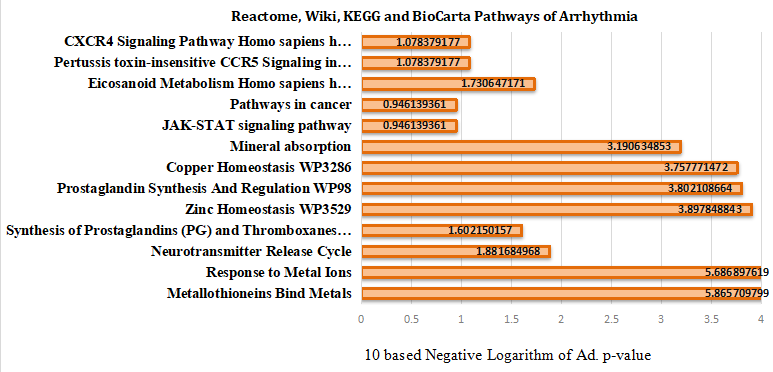 Reactome, Wiki, KEGG and BioCarta Pathways of Arrhythmia
CXCR4 Signaling Pathway Homo sapiens h… 1.078379177
Pertussis toxin-insensitive CCR5 Signaling in… 1.078379177
Eicosanoid Metabolism Homo sapiens h… 1.730647171
Pathways in cancer 0.946139361
JAK-STAT signaling pathway 0.946139361
Mineral absorption 3.190634853
Copper Homeostasis WP3286 3.757771472
Prostaglandin Synthesis And Rgulation WP98 3.802108664
Zinc Homeostasis WP3529 3.897848843
Synthesis of Prostaglandins (PG) and Thromboxanes… 1.602150157
Neurotransmitter Release Cycle 1.881684968
Response to Metal Ions 5.686897619
Metallothioneins Bind Metals 5.865709799
0 0.5 1 1.5 2 2.5 3 3.5 4
10 based Negative Logarithm of Ad. p-value